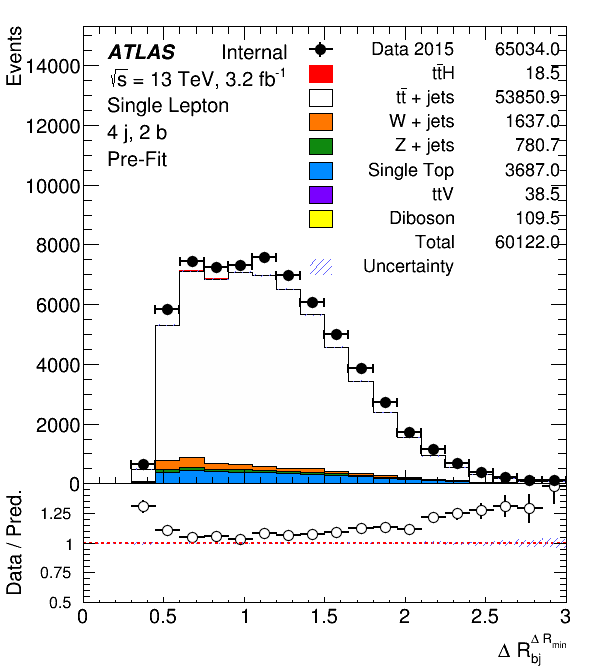 Events
14000
12000
10000
8000
6000
4000
2000
0
ATLAS Internal
√s = 13 TeV, 3.2 fb⁻¹
Single Lepton
4 j, 2 b
Pre-Fit
Data 2015 65034.0
tt̄H 18.5
tt̄ + jets 53850.9
W + jets 1637.0
Z + jets 780.7
Single Top 3687.0
ttV 38.5
Diboson 109.5
Total 60122.0
Uncertainty
Data / Pred.
1.25
1
0.75
0.5
0 0.5 1 1.5 2 2.5 3
Δ R_bj^Δ R_min